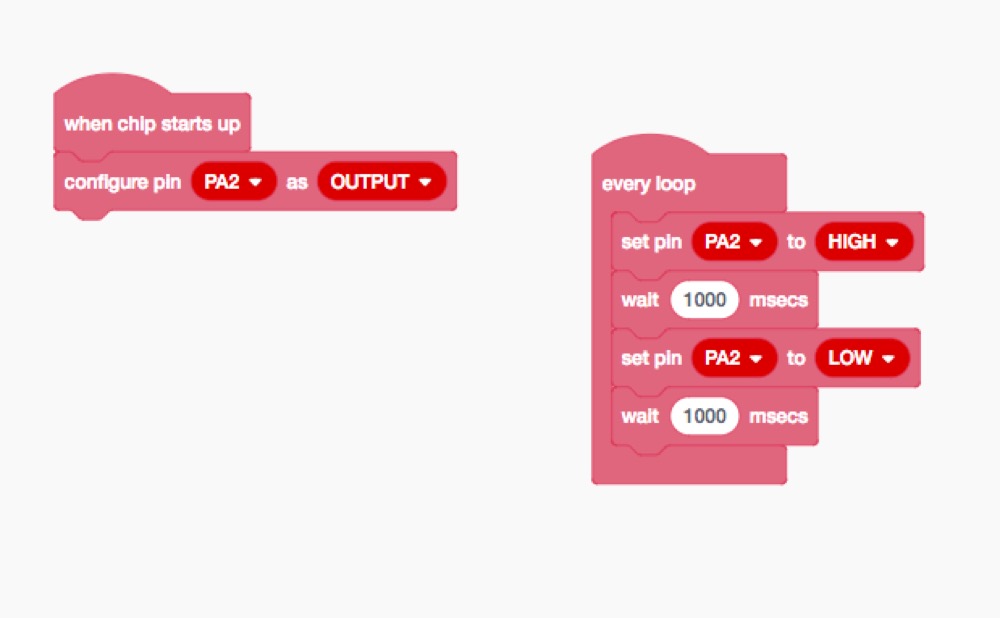 when chip starts up
configure pin PA2 as OUTPUT
every loop
set pin PA2 to HIGH
wait 1000 msecs
set pin PA2 to LOW
wait 1000 msecs